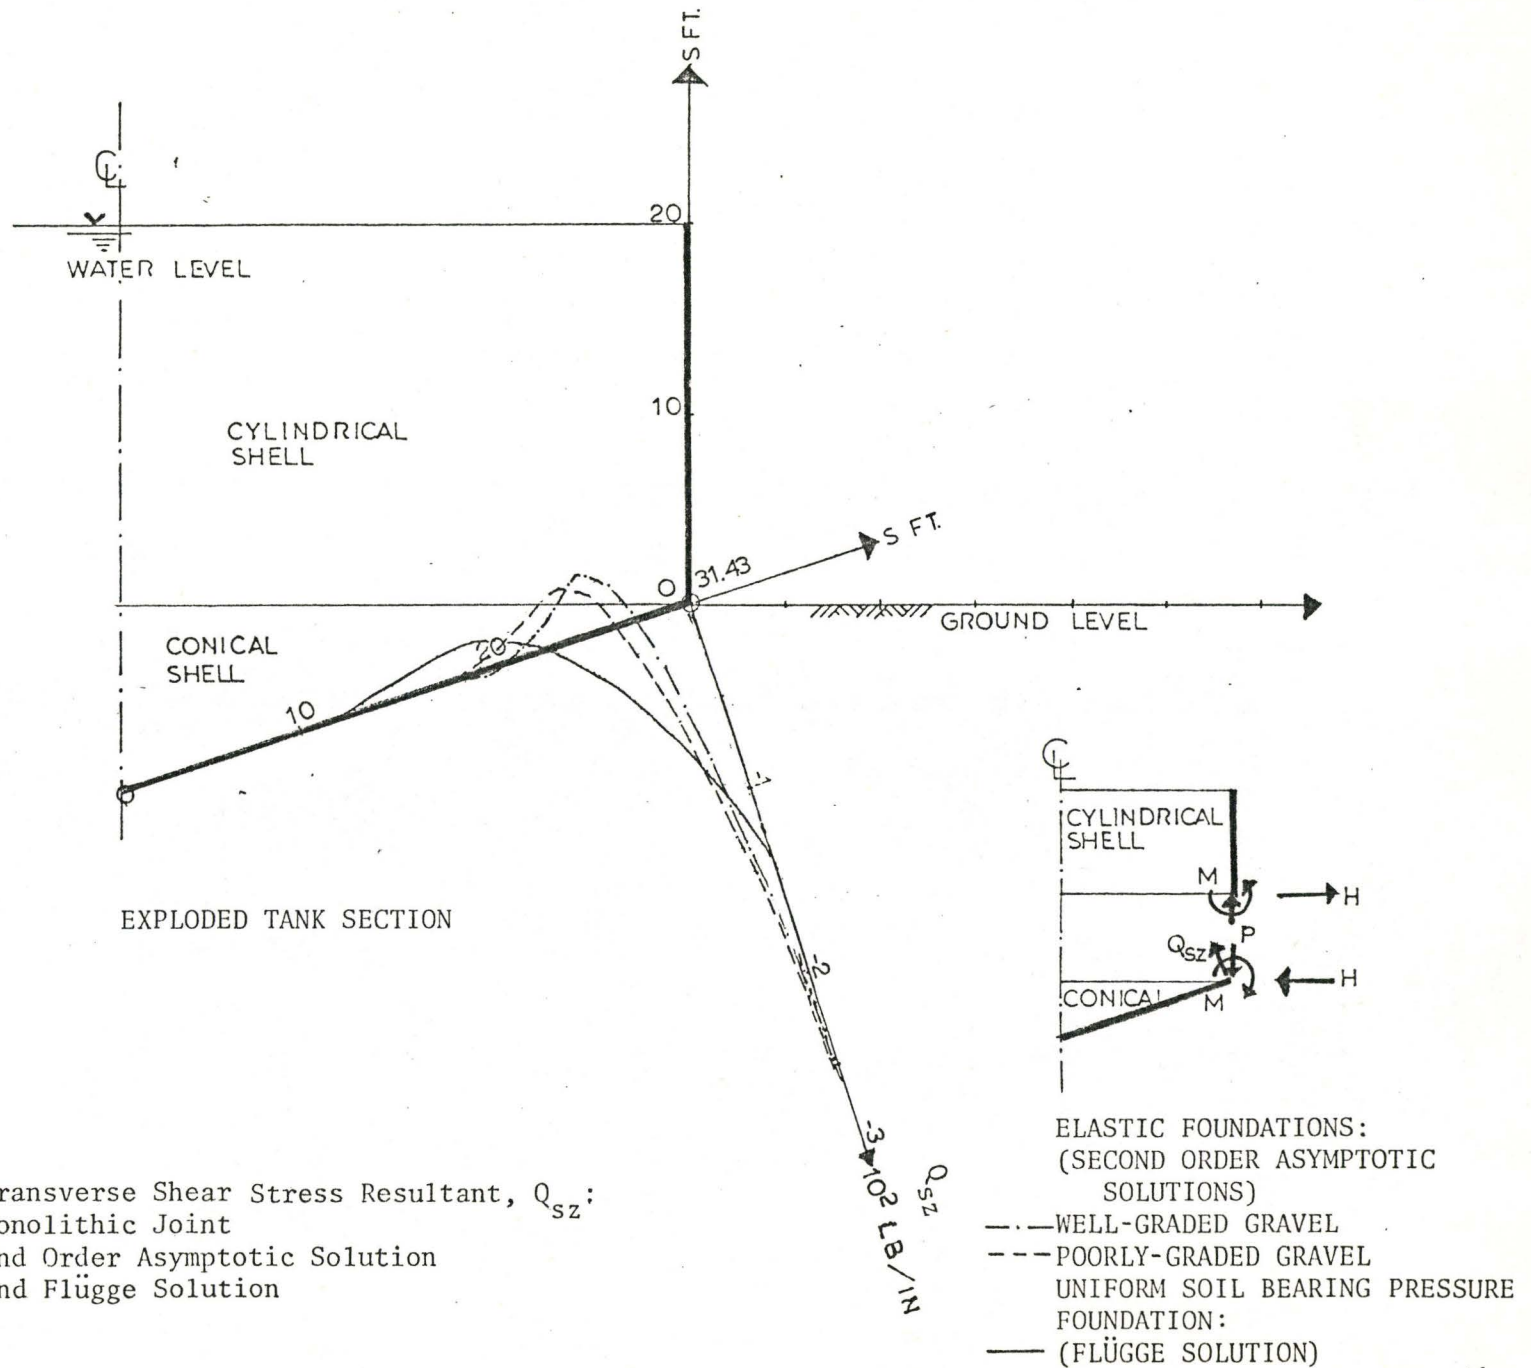 S FT.
℄
20
WATER LEVEL
10
CYLINDRICAL
SHELL
S FT.
0
31.43
GROUND LEVEL
CONICAL
SHELL
20
10
-1
-2
-3
×10² LB/IN
Qsz
EXPLODED TANK SECTION
℄
CYLINDRICAL
SHELL
M
H
P
Qsz
H
CONICAL
M
ransverse Shear Stress Resultant, Qsz:
onolithic Joint
nd Order Asymptotic Solution
nd Flügge Solution
ELASTIC FOUNDATIONS:
(SECOND ORDER ASYMPTOTIC
SOLUTIONS)
WELL-GRADED GRAVEL
POORLY-GRADED GRAVEL
UNIFORM SOIL BEARING PRESSURE
FOUNDATION:
(FLÜGGE SOLUTION)